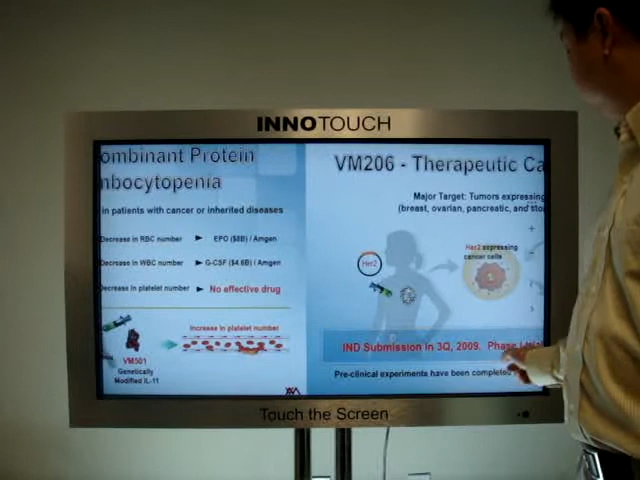 INNOTOUCH
ombinant Protein
mbocytopenia
in patients with cancer or inherited diseases
Decrease in RBC number ► EPO ($8B) / Amgen
Decrease in WBC number ► G-CSF ($4.6B) / Amgen
Decrease in platelet number ► No effective drug
Increase in platelet number
VM501
Genetically
Modified IL-11
VM206 - Therapeutic Ca
Major Target: Tumors expressing
(breast, ovarian, pancreatic, and sto
Her2
Her2 expressing
cancer cells
IND Submission in 3Q, 2009. Phase I
Pre-clinical experiments have been completed
Touch the Screen